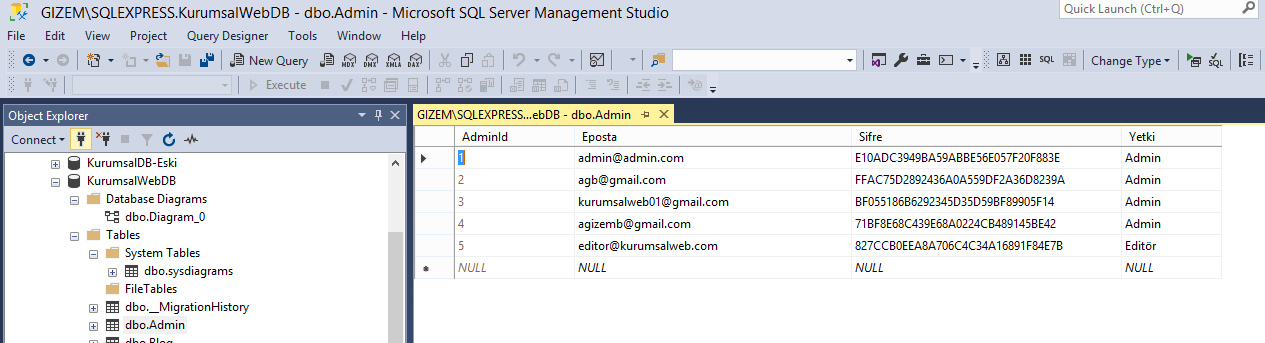 GIZEM\SQLEXPRESS.KurumsalWebDB - dbo.Admin - Microsoft SQL Server Management Studio
Quick Launch (Ctrl+Q)
File Edit View Project Query Designer Tools Window Help
New Query MDX DMX XMLA DAX SQL Change Type SQL
Execute
Object Explorer
GIZEM\SQLEXPRESS...ebDB - dbo.Admin
Connect
AdminId Eposta Sifre Yetki
1 admin@admin.com E10ADC3949BA59ABBE56E057F20F883E Admin
2 agb@gmail.com FFAC75D2892436A0A559DF2A36D8239A Admin
3 kurumsalweb01@gmail.com BF055186B6292345D35D59BF89905F14 Admin
4 agizemb@gmail.com 71BF8E68C439E68A0224CB489145BE42 Admin
5 editor@kurumsalweb.com 827CCB0EEA8A706C4C34A16891F84E7B Editör
NULL NULL NULL NULL
KurumsalDB-Eski
KurumsalWebDB
Database Diagrams
dbo.Diagram_0
Tables
System Tables
dbo.sysdiagrams
FileTables
dbo.__MigrationHistory
dbo.Admin
dbo.Blog